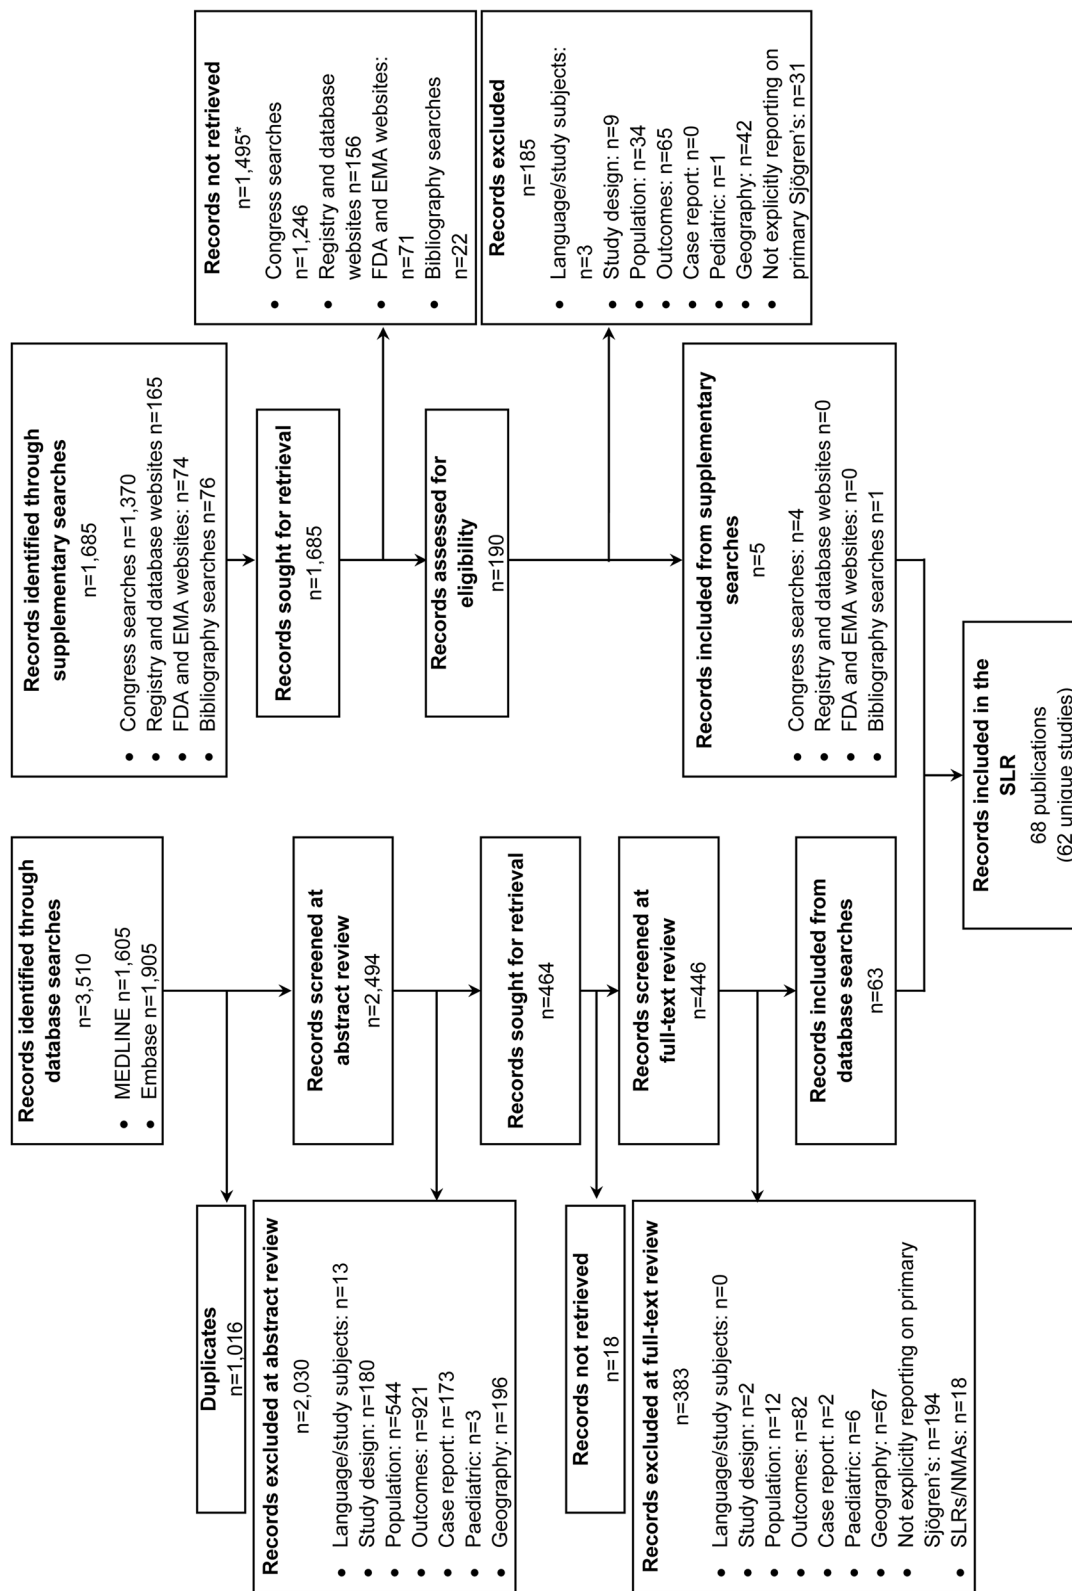 Records identified through
database searches
n=3,510
• MEDLINE n=1,605
• Embase n=1,905
Duplicates
n=1,016
Records screened at
abstract review
n=2,494
Records excluded at abstract review
n=2,030
• Language/study subjects: n=13
• Study design: n=180
• Population: n=544
• Outcomes: n=921
• Case report: n=173
• Paediatric: n=3
• Geography: n=196
Records sought for retrieval
n=464
Records not retrieved
n=18
Records screened at
full-text review
n=446
Records excluded at full-text review
n=383
• Language/study subjects: n=0
• Study design: n=2
• Population: n=12
• Outcomes: n=82
• Case report: n=2
• Paediatric: n=6
• Geography: n=67
• Not explicitly reporting on primary
Sjögren's: n=194
• SLRs/NMAs: n=18
Records included from
database searches
n=63
Records identified through
supplementary searches
n=1,685
• Congress searches n=1,370
• Registry and database websites n=165
• FDA and EMA websites: n=74
• Bibliography searches n=76
Records sought for retrieval
n=1,685
Records not retrieved
n=1,495*
• Congress searches
n=1,246
• Registry and database
websites n=156
• FDA and EMA websites:
n=71
• Bibliography searches
n=22
Records assessed for
eligibility
n=190
Records excluded
n=185
• Language/study subjects:
n=3
• Study design: n=9
• Population: n=34
• Outcomes: n=65
• Case report: n=0
• Pediatric: n=1
• Geography: n=42
• Not explicitly reporting on
primary Sjögren's: n=31
Records included from supplementary
searches
n=5
• Congress searches: n=4
• Registry and database websites n=0
• FDA and EMA websites: n=0
• Bibliography searches n=1
Records included in the
SLR
68 publications
(62 unique studies)